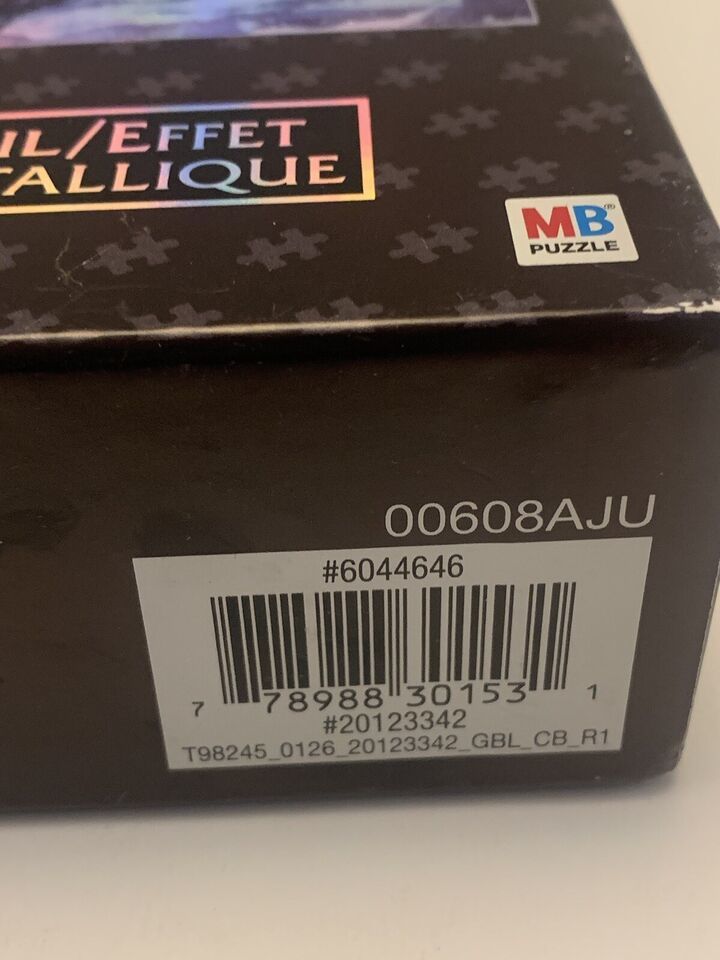 IL/EFFET
TALLIQUE
MB®
PUZZLE
00608AJU
#6044646
7 78988 30153 1
#20123342
T98245_0126_20123342_GBL_CB_R1